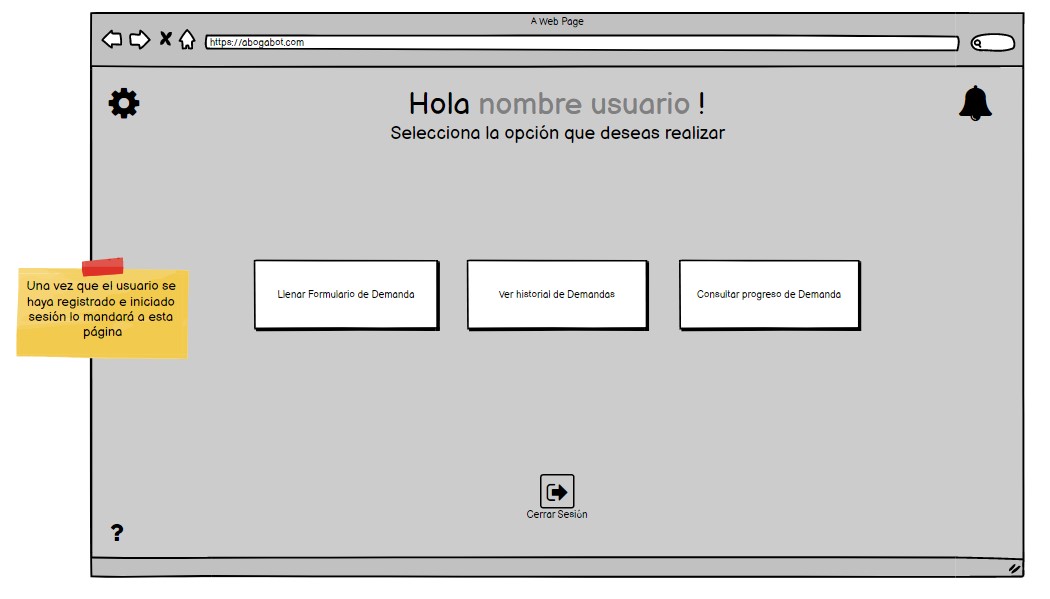 A Web Page
https://abogabot.com
Hola nombre usuario !
Selecciona la opción que deseas realizar
Una vez que el usuario se
haya registrado e iniciado
sesión lo mandará a esta
página
Llenar Formulario de Demanda
Ver historial de Demandas
Consultar progreso de Demanda
Cerrar Sesión
?